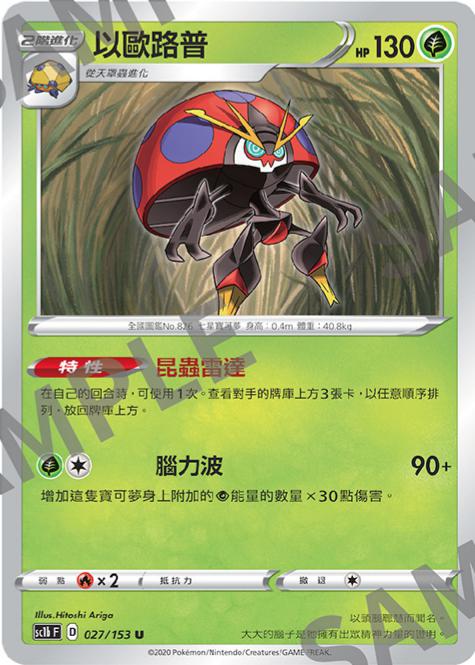 2階進化 以歐路普 HP 130
從天罩蟲進化
全國圖鑑No.826 七星寶可夢 身高：0.4m 體重：40.8kg
特性 昆蟲雷達
在自己的回合時，可使用1次。查看對手的牌庫上方3張卡，以任意順序排
列，放回牌庫上方。
腦力波 90+
增加這隻寶可夢身上附加的能量的數量×30點傷害。
弱點 ×2 抵抗力 撤退
Illus.Hitoshi Ariga
sc1b F D 027/153 U
以頭腦聰慧而聞名。
大大的腦子是牠擁有出眾精神力量的證據。
©2020 Pokémon/Nintendo/Creatures/GAME FREAK.
SAMPLE